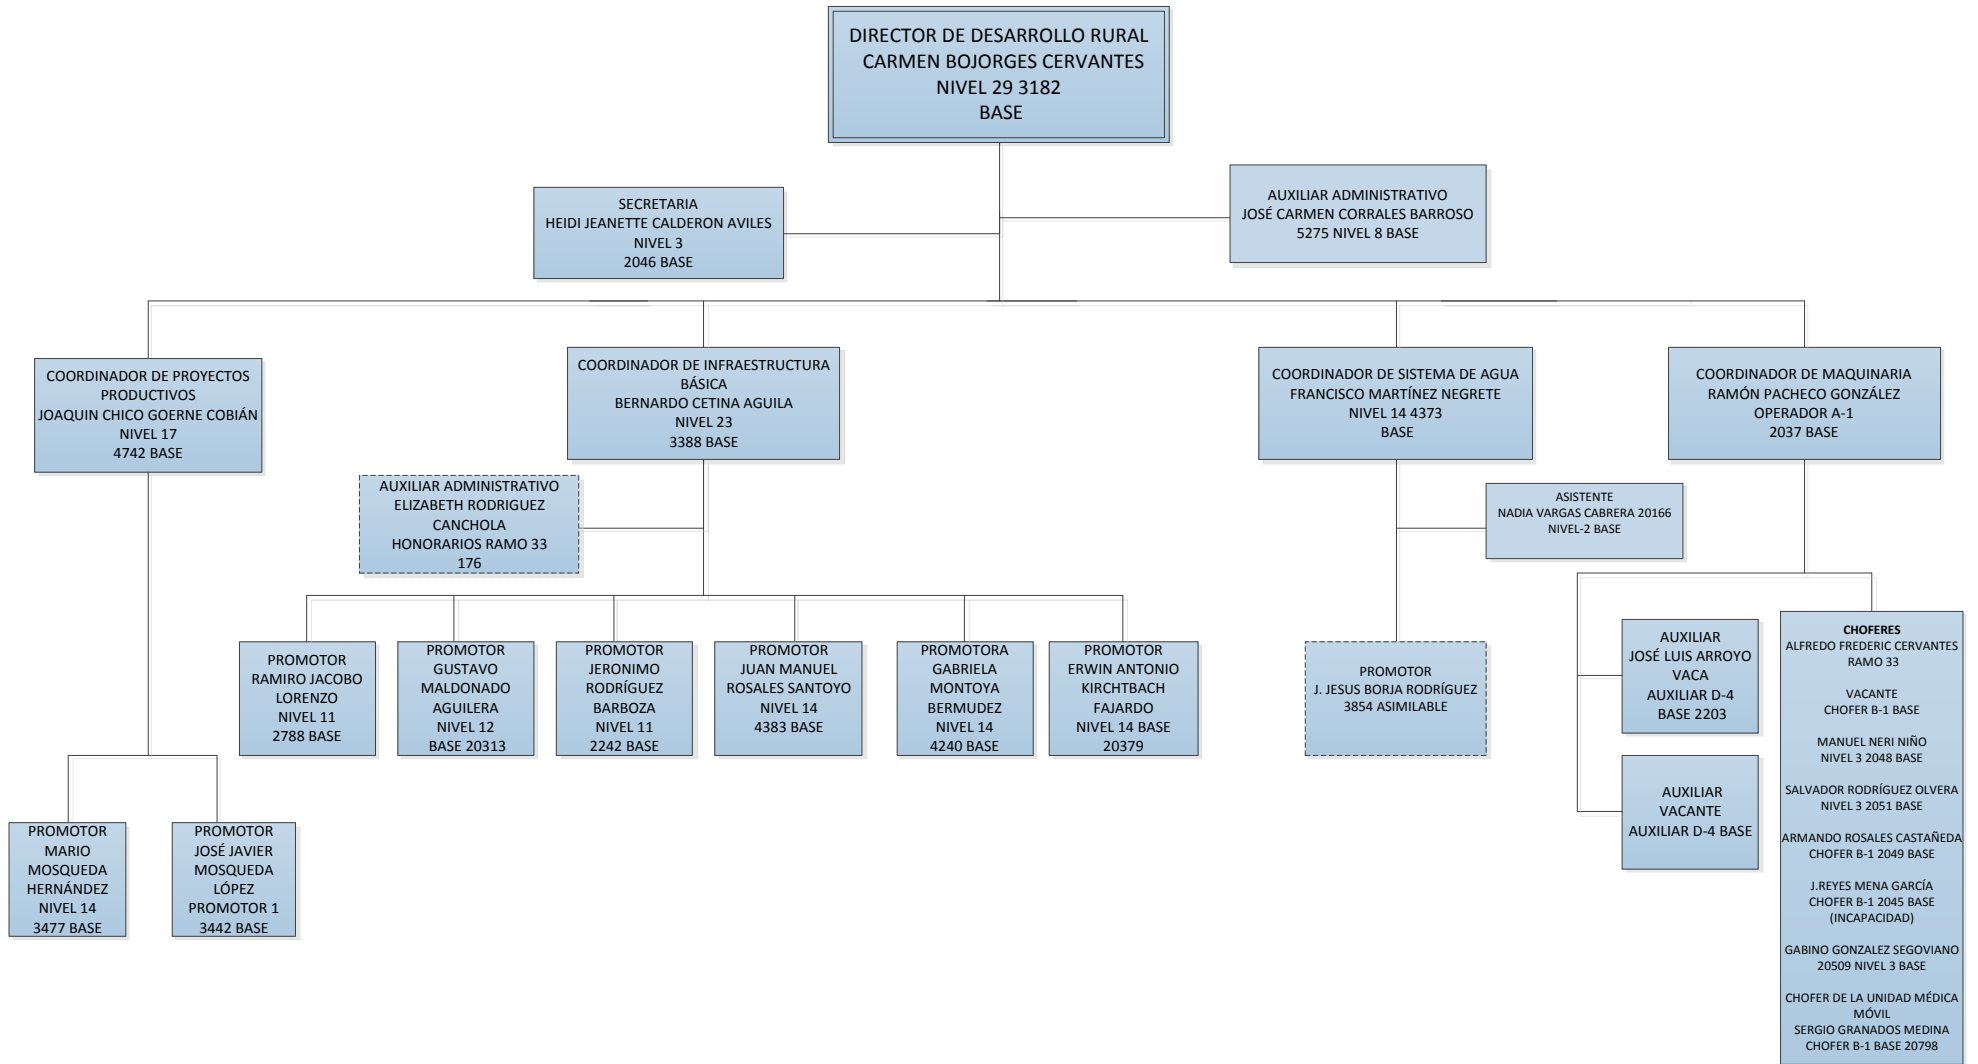 DIRECTOR DE DESARROLLO RURAL
CARMEN BOJORGES CERVANTES
NIVEL 29 3182
BASE
SECRETARIA
HEIDI JEANETTE CALDERON AVILES
NIVEL 3
2046 BASE
AUXILIAR ADMINISTRATIVO
JOSÉ CARMEN CORRALES BARROSO
5275 NIVEL 8 BASE
COORDINADOR DE PROYECTOS
PRODUCTIVOS
JOAQUIN CHICO GOERNE COBIÁN
NIVEL 17
4742 BASE
COORDINADOR DE INFRAESTRUCTURA
BÁSICA
BERNARDO CETINA AGUILA
NIVEL 23
3388 BASE
COORDINADOR DE SISTEMA DE AGUA
FRANCISCO MARTÍNEZ NEGRETE
NIVEL 14 4373
BASE
COORDINADOR DE MAQUINARIA
RAMÓN PACHECO GONZÁLEZ
OPERADOR A-1
2037 BASE
AUXILIAR ADMINISTRATIVO
ELIZABETH RODRIGUEZ
CANCHOLA
HONORARIOS RAMO 33
176
ASISTENTE
NADIA VARGAS CABRERA 20166
NIVEL-2 BASE
PROMOTOR
RAMIRO JACOBO
LORENZO
NIVEL 11
2788 BASE
PROMOTOR
GUSTAVO
MALDONADO
AGUILERA
NIVEL 12
BASE 20313
PROMOTOR
JERONIMO
RODRÍGUEZ
BARBOZA
NIVEL 11
2242 BASE
PROMOTOR
JUAN MANUEL
ROSALES SANTOYO
NIVEL 14
4383 BASE
PROMOTORA
GABRIELA
MONTOYA
BERMUDEZ
NIVEL 14
4240 BASE
PROMOTOR
ERWIN ANTONIO
KIRCHTBACH
FAJARDO
NIVEL 14 BASE
20379
PROMOTOR
J. JESUS BORJA RODRÍGUEZ
3854 ASIMILABLE
AUXILIAR
JOSÉ LUIS ARROYO
VACA
AUXILIAR D-4
BASE 2203
AUXILIAR
VACANTE
AUXILIAR D-4 BASE
CHOFERES
ALFREDO FREDERIC CERVANTES
RAMO 33
VACANTE
CHOFER B-1 BASE
MANUEL NERI NIÑO
NIVEL 3 2048 BASE
SALVADOR RODRÍGUEZ OLVERA
NIVEL 3 2051 BASE
ARMANDO ROSALES CASTAÑEDA
CHOFER B-1 2049 BASE
J.REYES MENA GARCÍA
CHOFER B-1 2045 BASE
(INCAPACIDAD)
GABINO GONZALEZ SEGOVIANO
20509 NIVEL 3 BASE
CHOFER DE LA UNIDAD MÉDICA
MÓVIL
SERGIO GRANADOS MEDINA
CHOFER B-1 BASE 20798
PROMOTOR
MARIO
MOSQUEDA
HERNÁNDEZ
NIVEL 14
3477 BASE
PROMOTOR
JOSÉ JAVIER
MOSQUEDA
LÓPEZ
PROMOTOR 1
3442 BASE